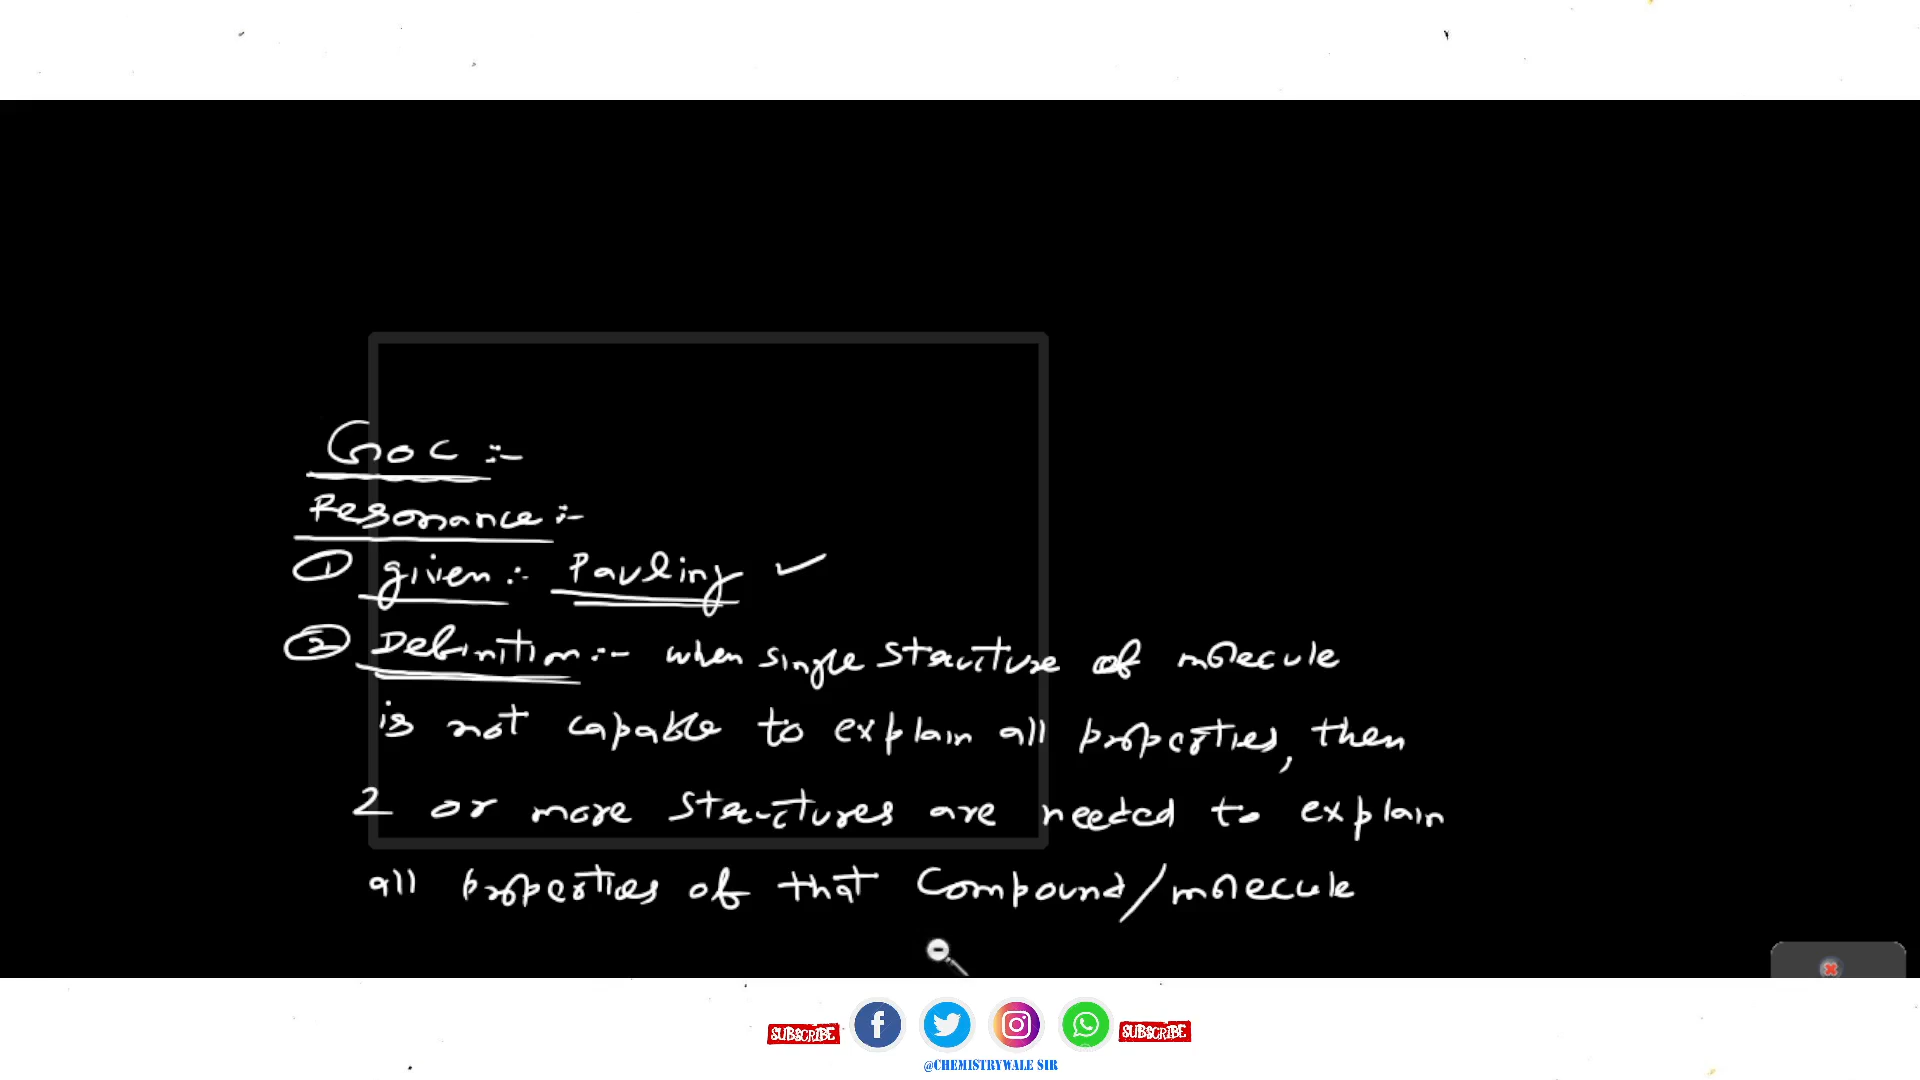 GOC :-
Resonance :-
① given :- Pauling ✓
② Definition :- when single structure of molecule
is not capable to explain all properties, then
2 or more structures are needed to explain
all properties of that Compound/molecule
SUBSCRIBE SUBSCRIBE
@CHEMISTRYWALE SIR